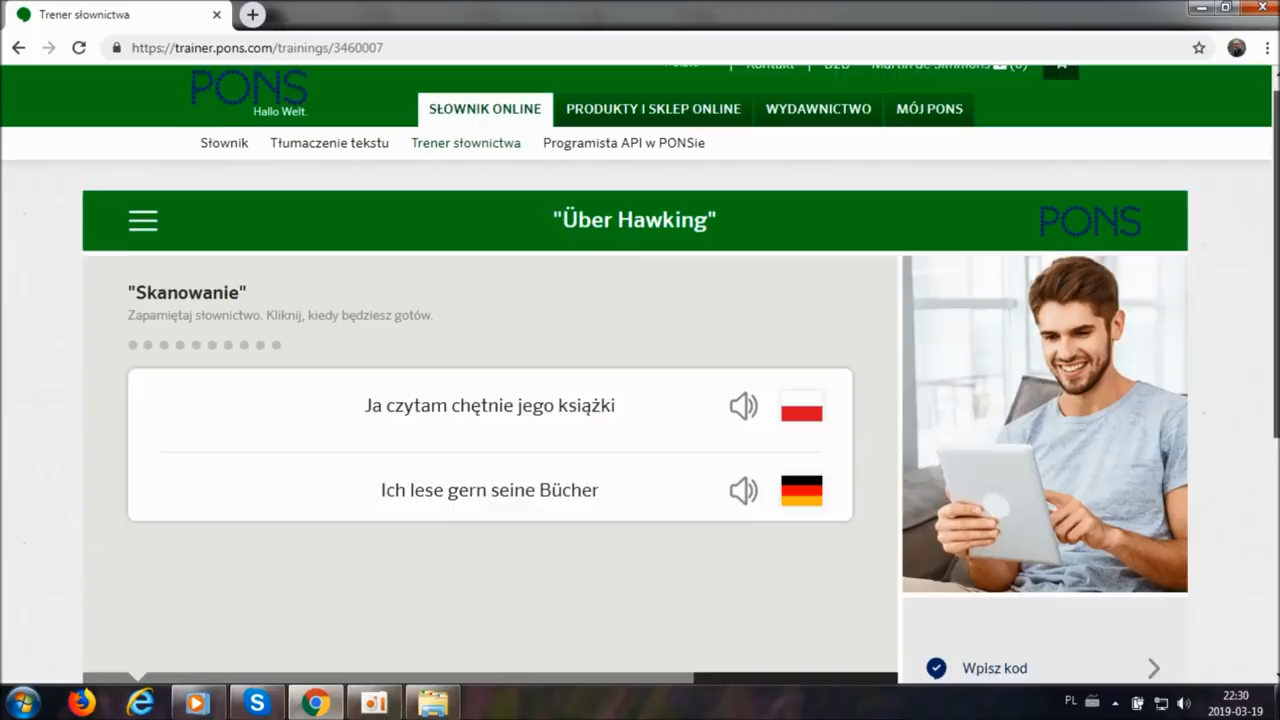 Trener słownictwa
https://trainer.pons.com/trainings/3460007
Kontakt
PONS
Hallo Welt.
SŁOWNIK ONLINE
PRODUKTY I SKLEP ONLINE
WYDAWNICTWO
MÓJ PONS
Słownik
Tłumaczenie tekstu
Trener słownictwa
Programista API w PONSie
"Über Hawking"
PONS
"Skanowanie"
Zapamiętaj słownictwo. Kliknij, kiedy będziesz gotów.
Ja czytam chętnie jego książki
Ich lese gern seine Bücher
Wpisz kod
PL
22:30
2019-03-19